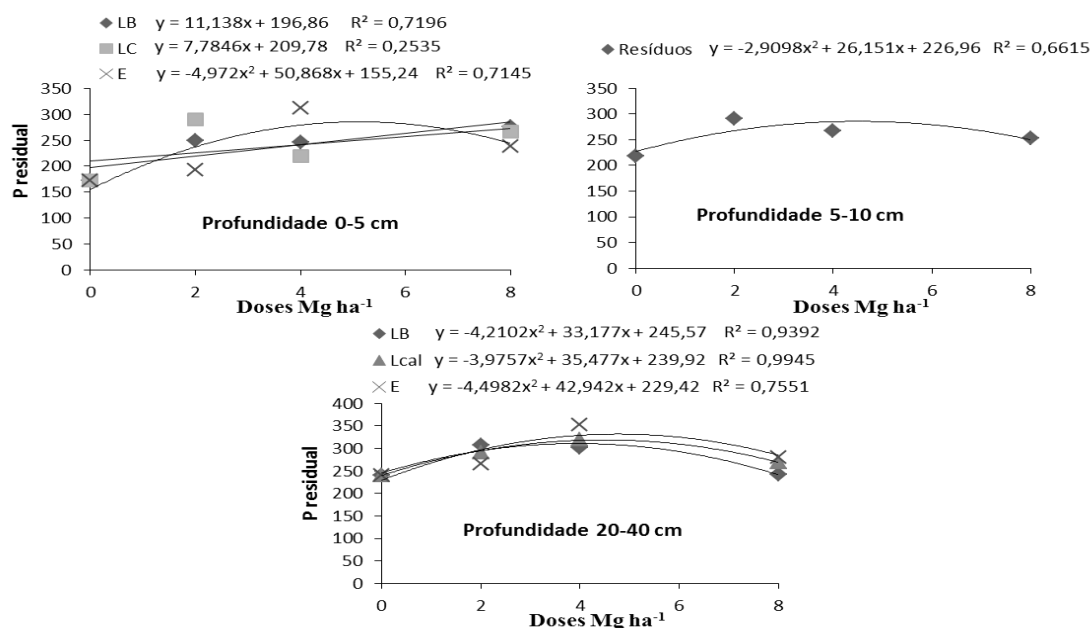 LB y = 11,138x + 196,86 R² = 0,7196
LC y = 7,7846x + 209,78 R² = 0,2535
E y = -4,972x² + 50,868x + 155,24 R² = 0,7145
P residual
350
300
250
200
150
100
50
0
Profundidade 0-5 cm
0 2 4 6 8
Doses Mg ha⁻¹
Resíduos y = -2,9098x² + 26,151x + 226,96 R² = 0,6615
350
300
250
200
150
100
50
0
Profundidade 5-10 cm
0 2 4 6 8
Doses Mg ha⁻¹
LB y = -4,2102x² + 33,177x + 245,57 R² = 0,9392
Lcal y = -3,9757x² + 35,477x + 239,92 R² = 0,9945
E y = -4,4982x² + 42,942x + 229,42 R² = 0,7551
P residual
400
350
300
250
200
150
100
50
0
Profundidade 20-40 cm
0 2 4 6 8
Doses Mg ha⁻¹